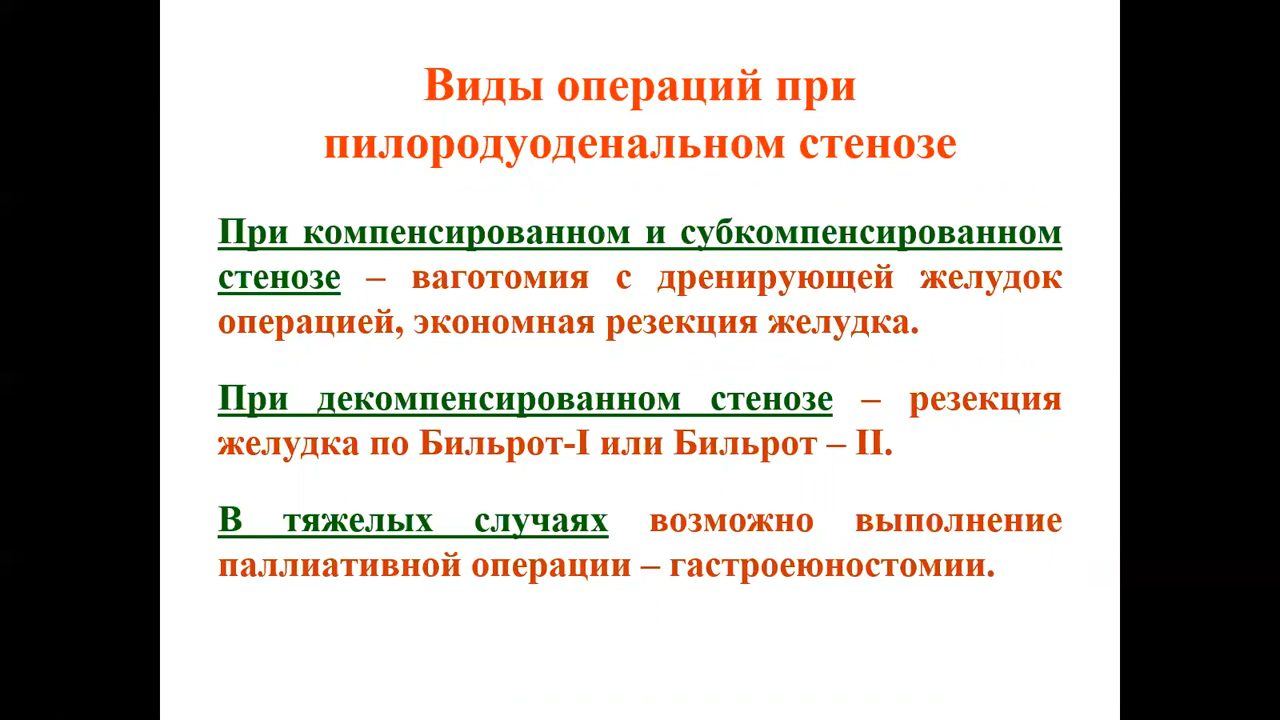 Виды операций при
пилородуоденальном стенозе
При компенсированном и субкомпенсированном
стенозе – ваготомия с дренирующей желудок
операцией, экономная резекция желудка.
При декомпенсированном стенозе – резекция
желудка по Бильрот-I или Бильрот – II.
В тяжелых случаях возможно выполнение
паллиативной операции – гастроеюностомии.